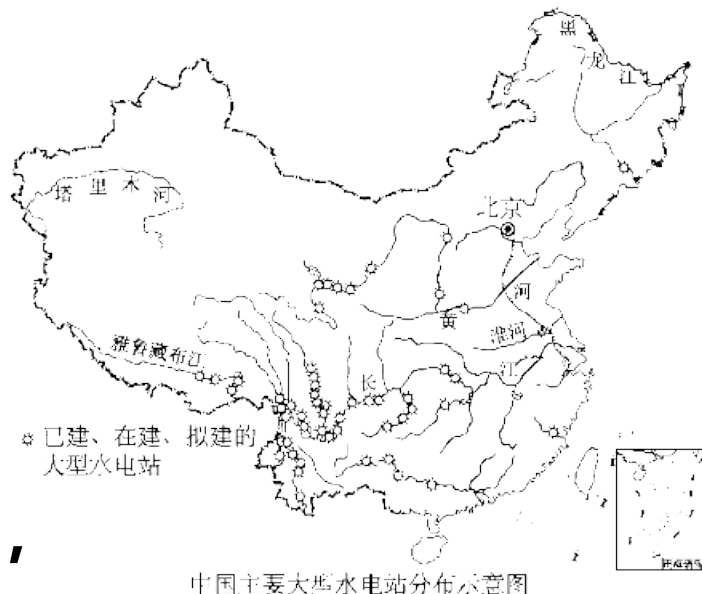 黑龙江
塔里木河
北京
黄河
淮河
雅鲁藏布江
长江
已建、在建、拟建的
大型水电站
中国主要大型水电站分布示意图